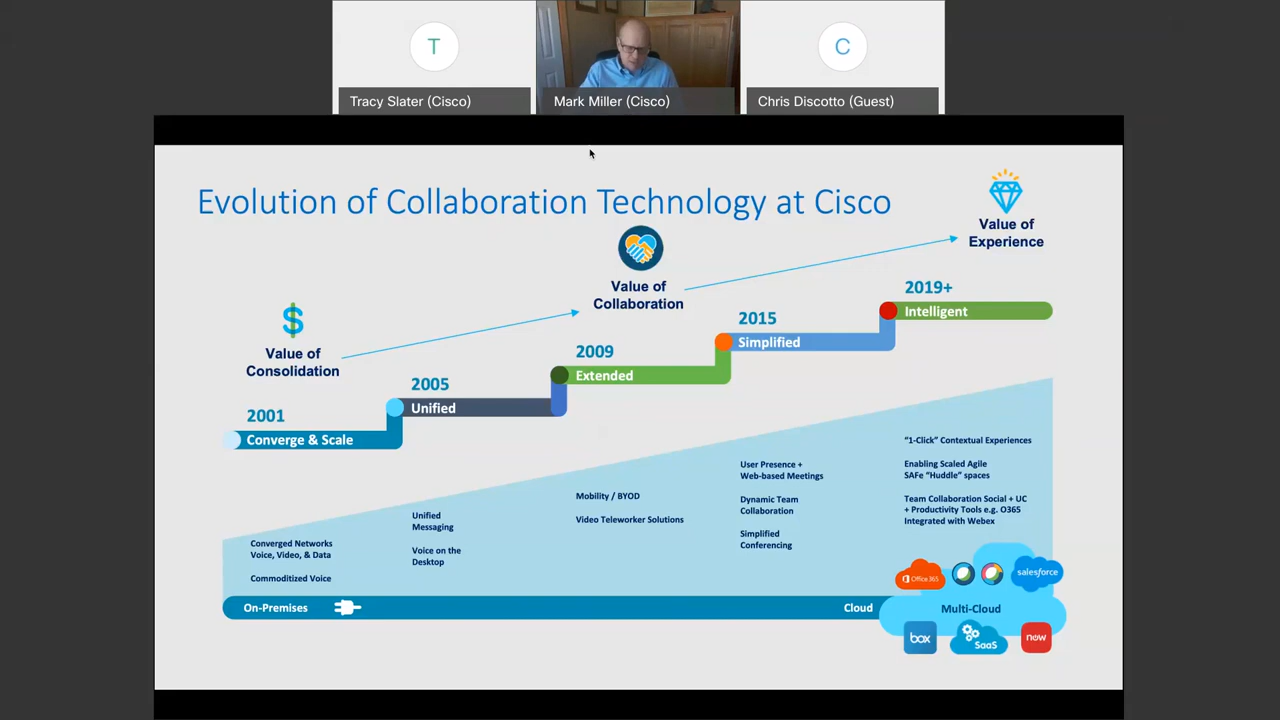 T
C
Tracy Slater (Cisco)
Mark Miller (Cisco)
Chris Discotto (Guest)
Evolution of Collaboration Technology at Cisco
Value of
Experience
Value of
Collaboration
$
Value of
Consolidation
2001
Converge & Scale
2005
Unified
2009
Extended
2015
Simplified
2019+
Intelligent
Converged Networks
Voice, Video, & Data
Commoditized Voice
Unified
Messaging
Voice on the
Desktop
Mobility / BYOD
Video Teleworker Solutions
User Presence +
Web-based Meetings
Dynamic Team
Collaboration
Simplified
Conferencing
“1-Click” Contextual Experiences
Enabling Scaled Agile
SAFe “Huddle” spaces
Team Collaboration Social + UC
+ Productivity Tools e.g. O365
Integrated with Webex
On-Premises
Cloud
Office 365
salesforce
Multi-Cloud
box
SaaS
now